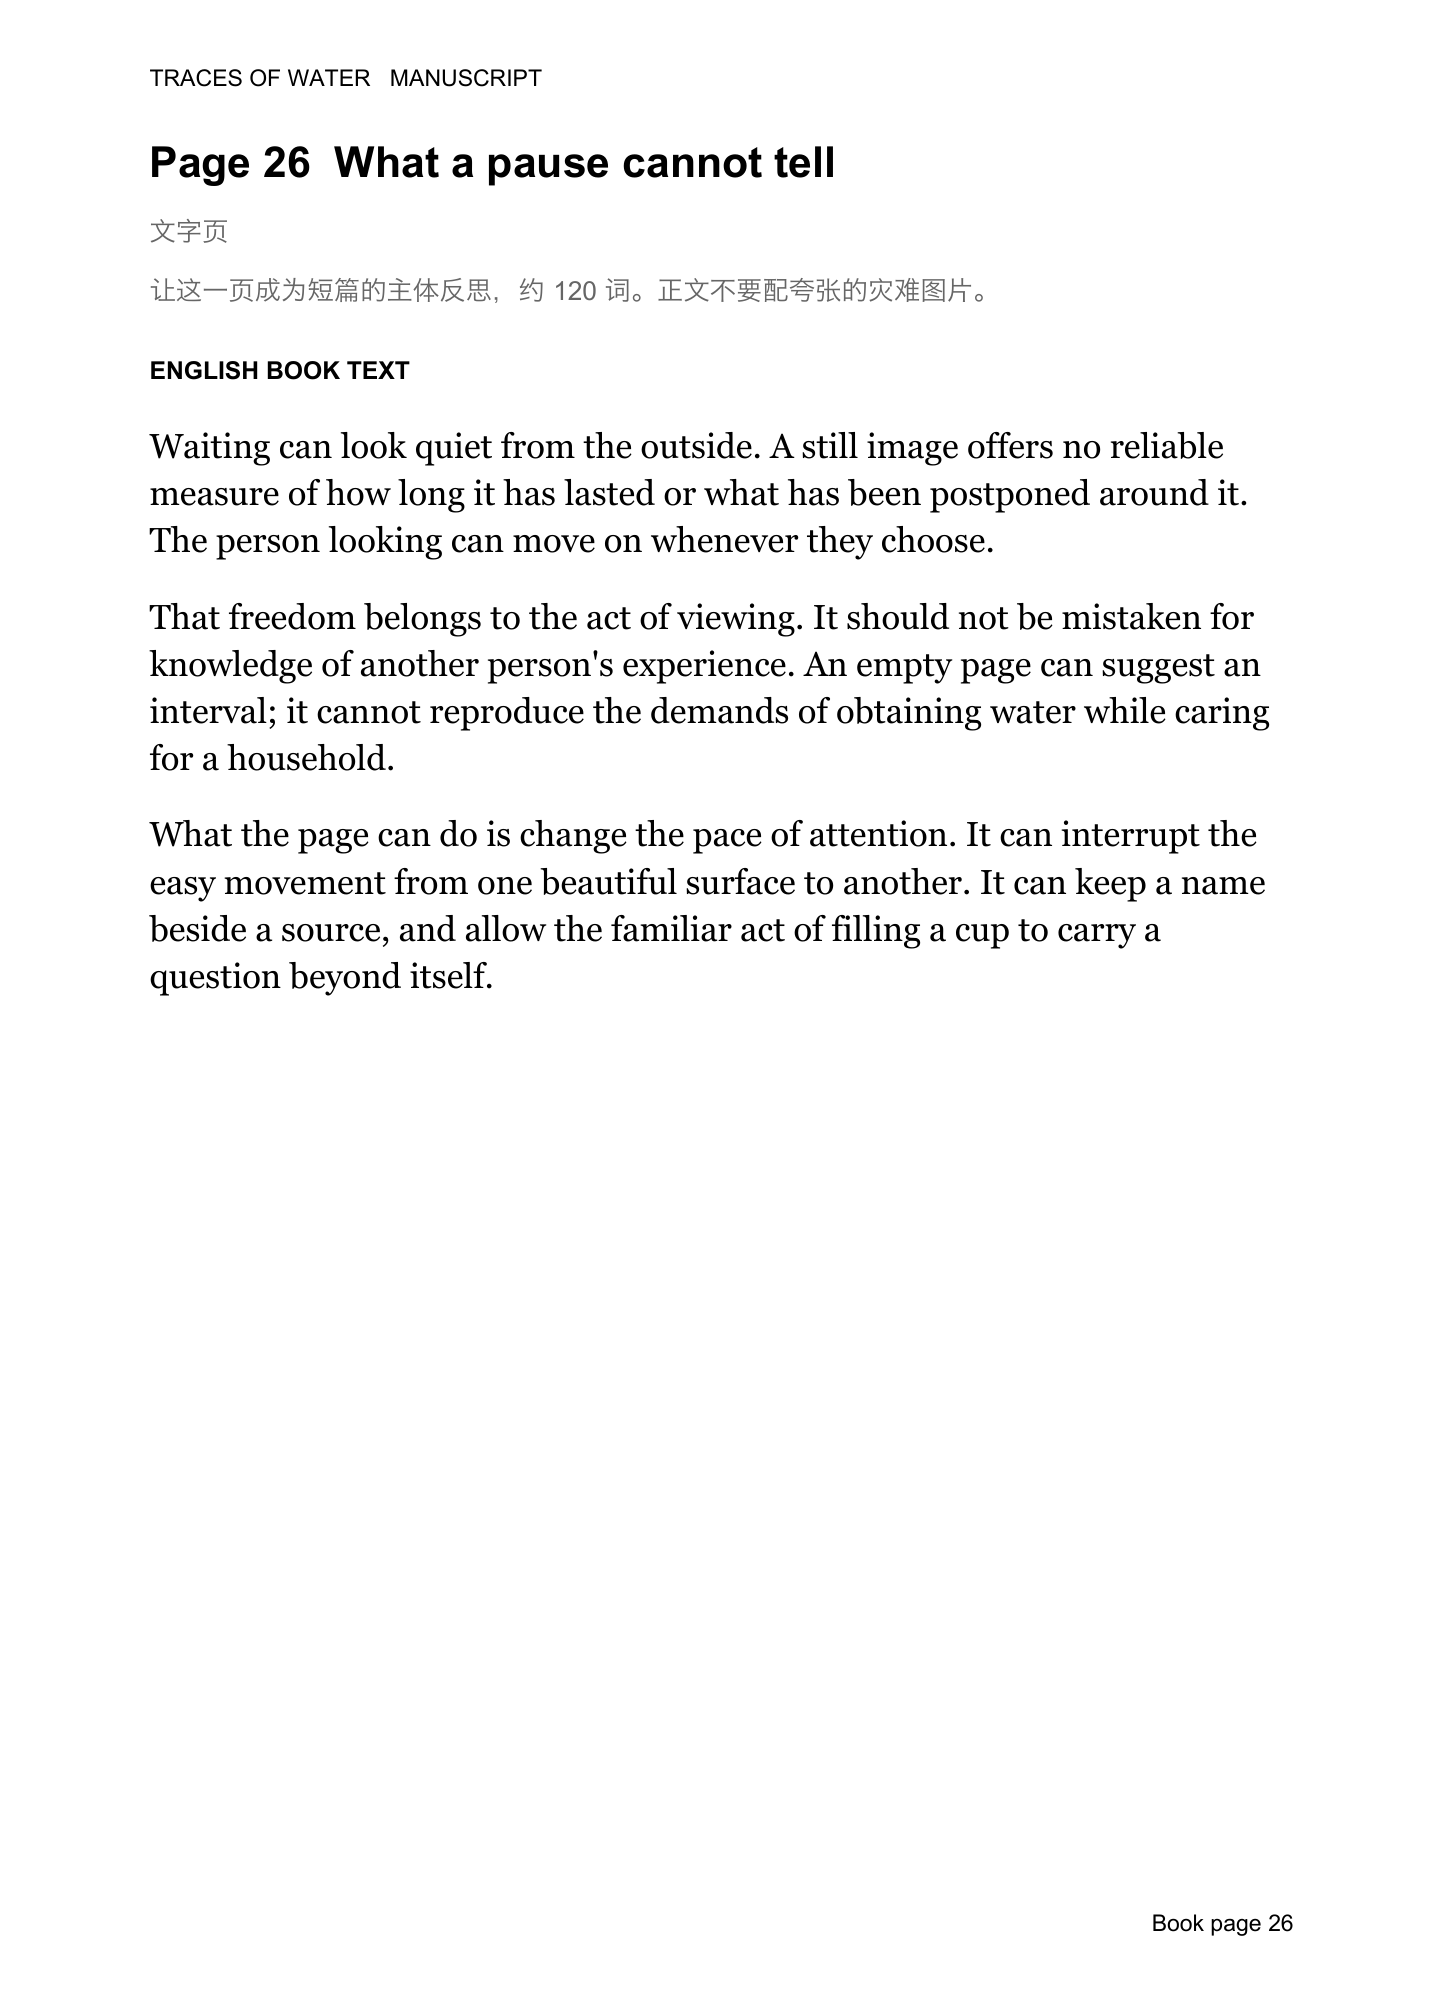 TRACES OF WATER   MANUSCRIPT
Page 26  What a pause cannot tell
文字页
让这一页成为短篇的主体反思，约 120 词。正文不要配夸张的灾难图片。
ENGLISH BOOK TEXT
Waiting can look quiet from the outside. A still image offers no reliable
measure of how long it has lasted or what has been postponed around it.
The person looking can move on whenever they choose.
That freedom belongs to the act of viewing. It should not be mistaken for
knowledge of another person's experience. An empty page can suggest an
interval; it cannot reproduce the demands of obtaining water while caring
for a household.
What the page can do is change the pace of attention. It can interrupt the
easy movement from one beautiful surface to another. It can keep a name
beside a source, and allow the familiar act of filling a cup to carry a
question beyond itself.
Book page 26